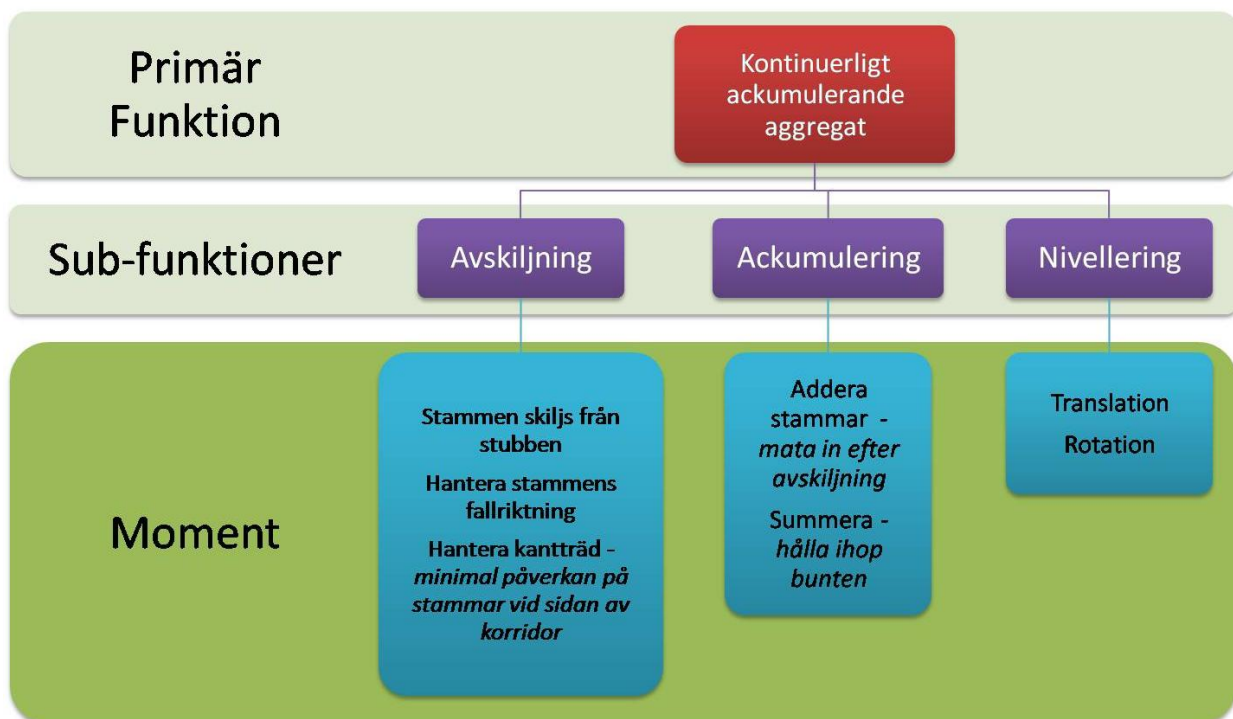 Primär
Funktion
Kontinuerligt
ackumulerande
aggregat
Sub-funktioner
Avskiljning
Ackumulering
Nivellering
Moment
Stammen skiljs från
stubben
Hantera stammens
fallriktning
Hantera kantträd -
minimal påverkan på
stammar vid sidan av
korridor
Addera
stammar -
mata in efter
avskiljning
Summera -
hålla ihop
bunten
Translation
Rotation